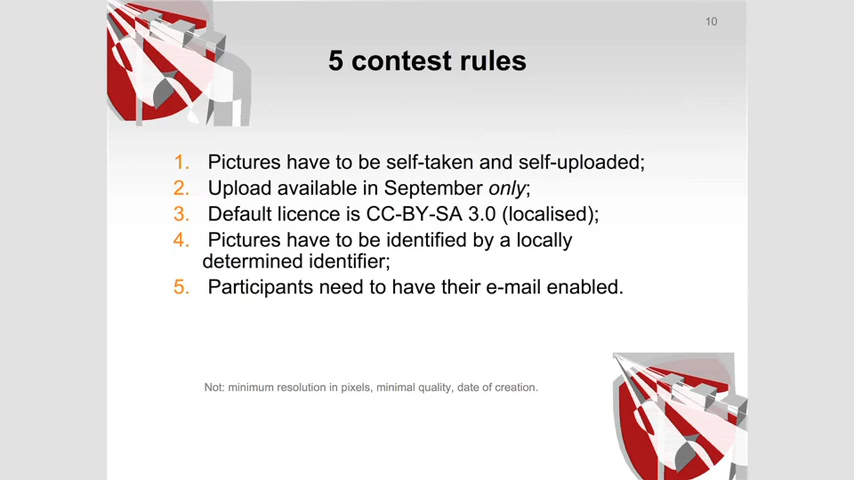 10
5 contest rules
1. Pictures have to be self-taken and self-uploaded;
2. Upload available in September only;
3. Default licence is CC-BY-SA 3.0 (localised);
4. Pictures have to be identified by a locally
determined identifier;
5. Participants need to have their e-mail enabled.
Not: minimum resolution in pixels, minimal quality, date of creation.